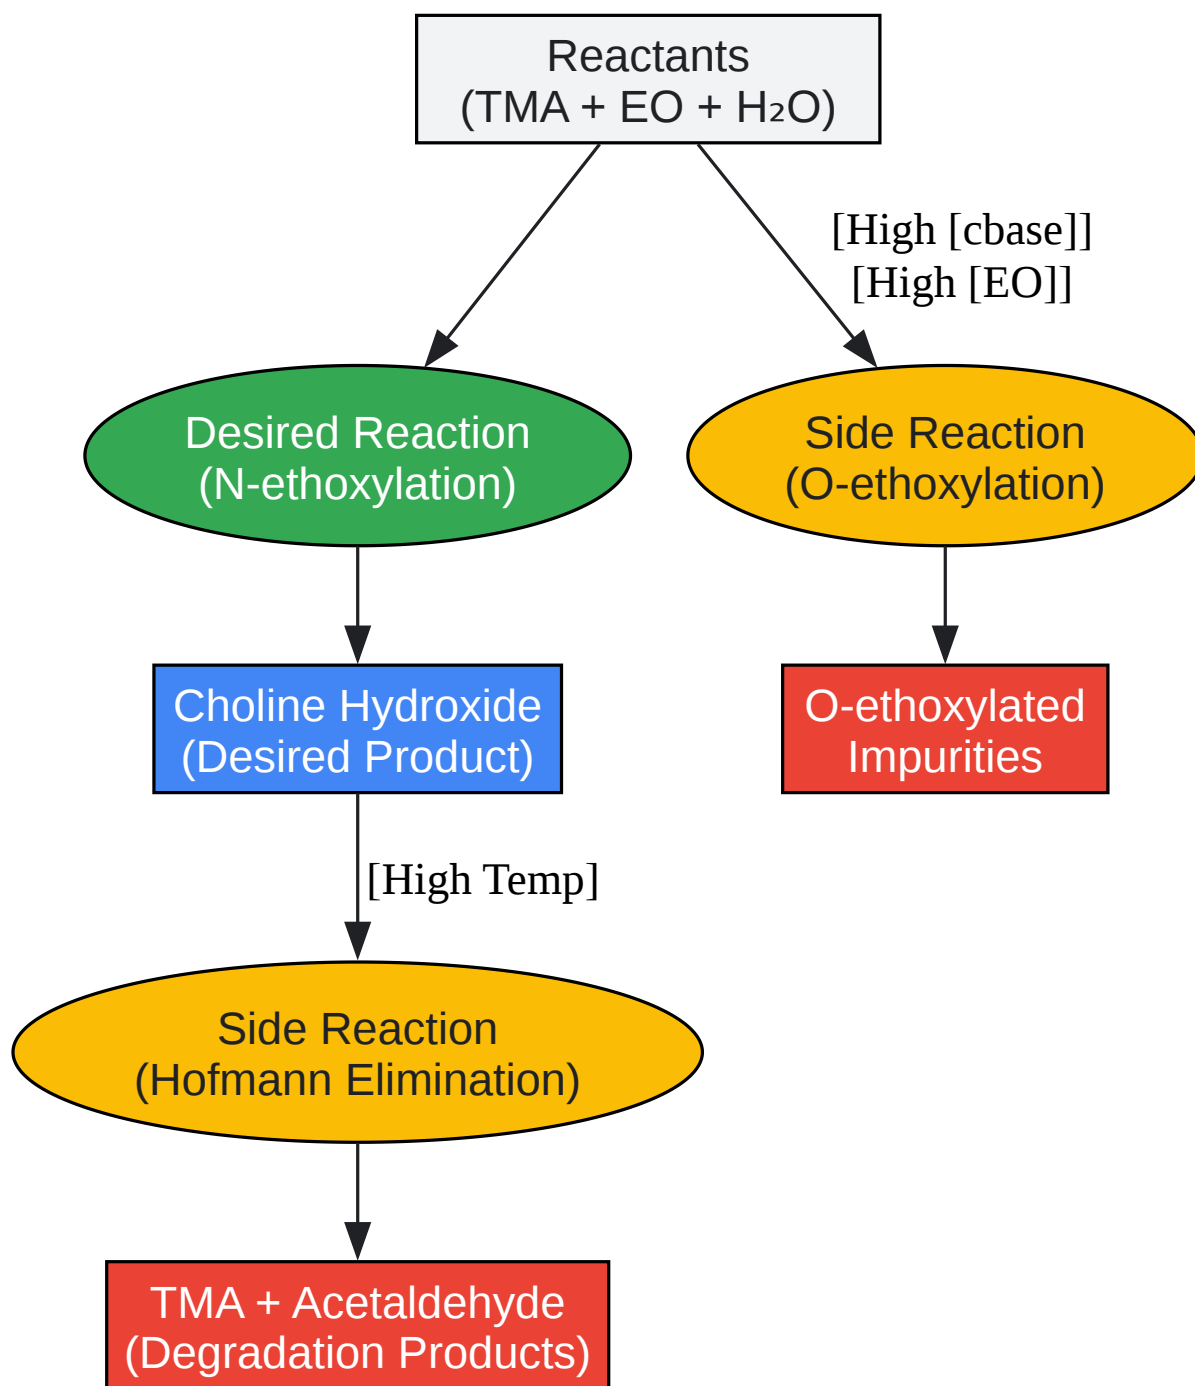 Reactants
(TMA + EO + H₂O)
[High [cbase]]
[High [EO]]
Desired Reaction
(N-ethoxylation)
Side Reaction
(O-ethoxylation)
Choline Hydroxide
(Desired Product)
O-ethoxylated
Impurities
[High Temp]
Side Reaction
(Hofmann Elimination)
TMA + Acetaldehyde
(Degradation Products)